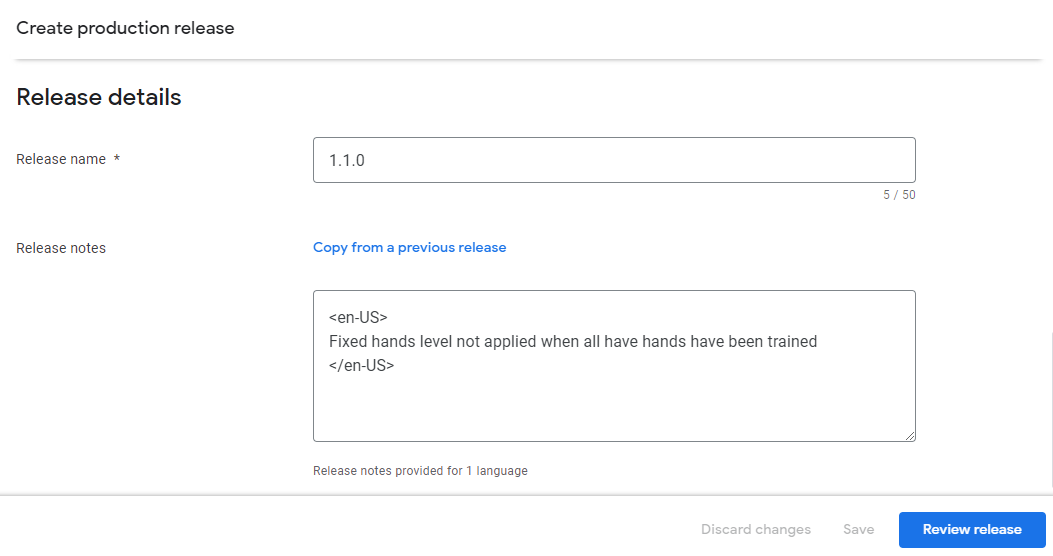 Create production release
Release details
Release name *
1.1.0
5 / 50
Release notes
Copy from a previous release
<en-US>
Fixed hands level not applied when all have hands have been trained
</en-US>
Release notes provided for 1 language
Discard changes
Save
Review release